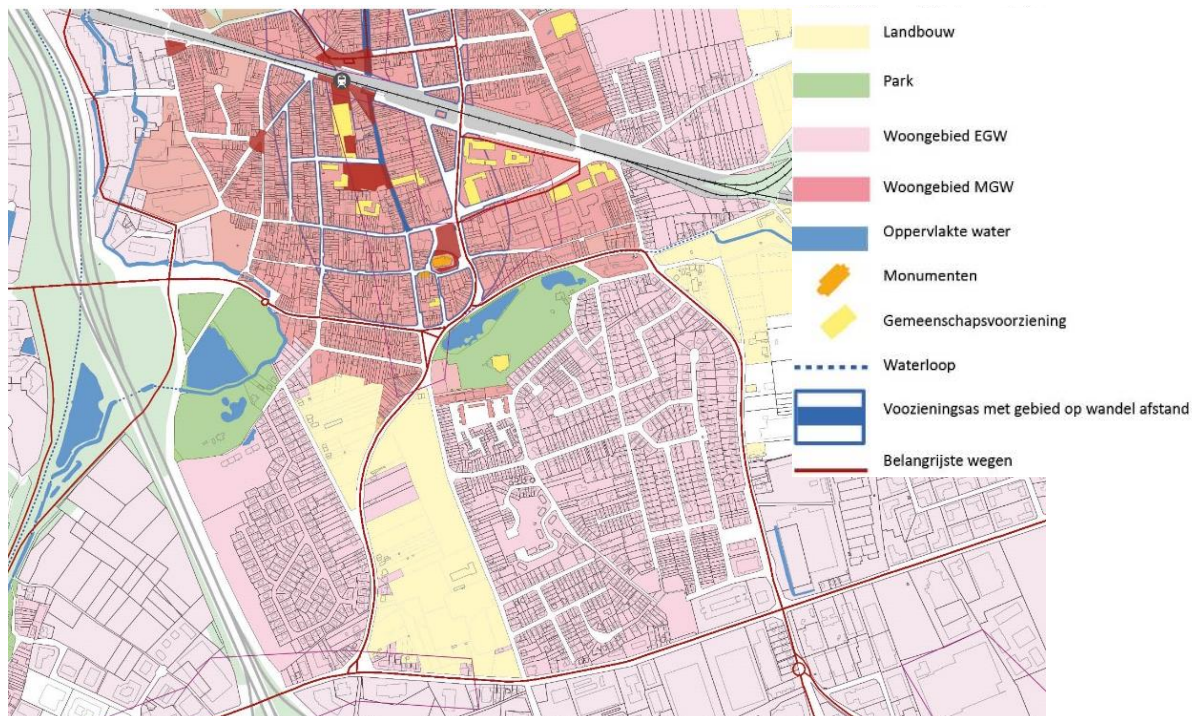 Landbouw
Park
Woongebied EGW
Woongebied MGW
Oppervlakte water
Monumenten
Gemeenschapsvoorziening
Waterloop
Voozieningsas met gebied op wandel afstand
Belangrijste wegen